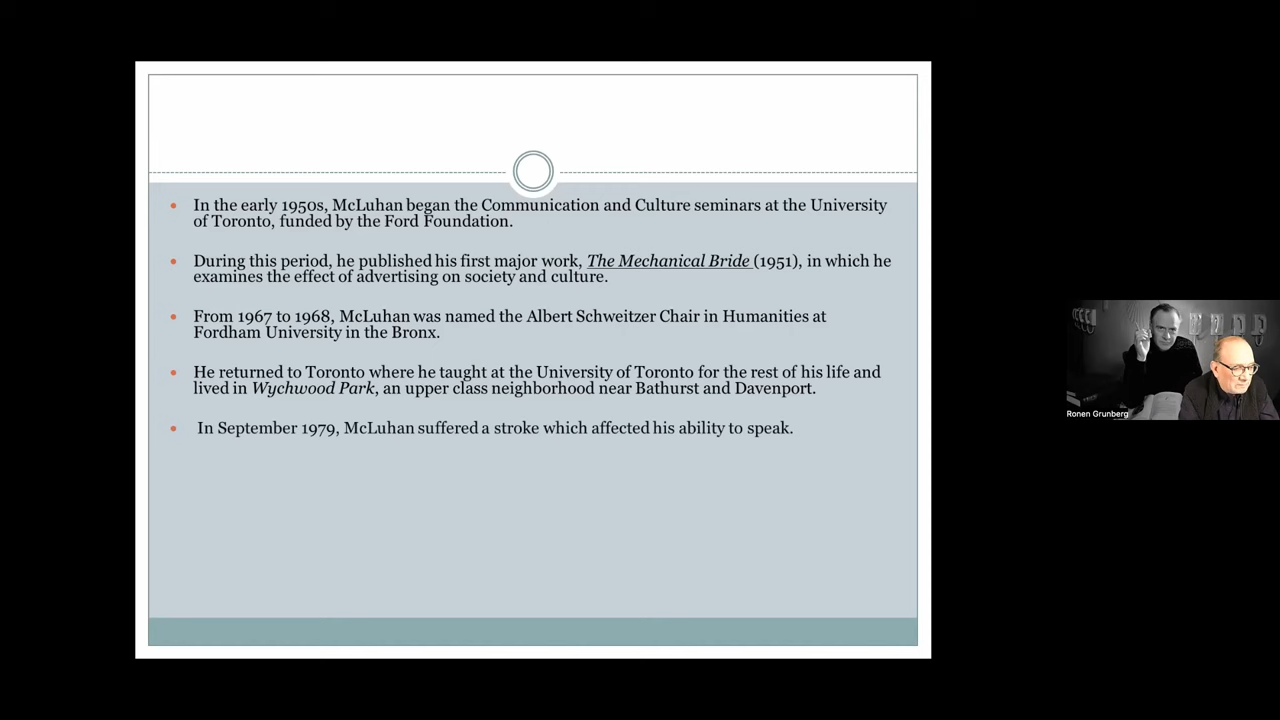 In the early 1950s, McLuhan began the Communication and Culture seminars at the University
of Toronto, funded by the Ford Foundation.
During this period, he published his first major work, The Mechanical Bride (1951), in which he
examines the effect of advertising on society and culture.
From 1967 to 1968, McLuhan was named the Albert Schweitzer Chair in Humanities at
Fordham University in the Bronx.
He returned to Toronto where he taught at the University of Toronto for the rest of his life and
lived in Wychwood Park, an upper class neighborhood near Bathurst and Davenport.
In September 1979, McLuhan suffered a stroke which affected his ability to speak.
Ronen Grunberg